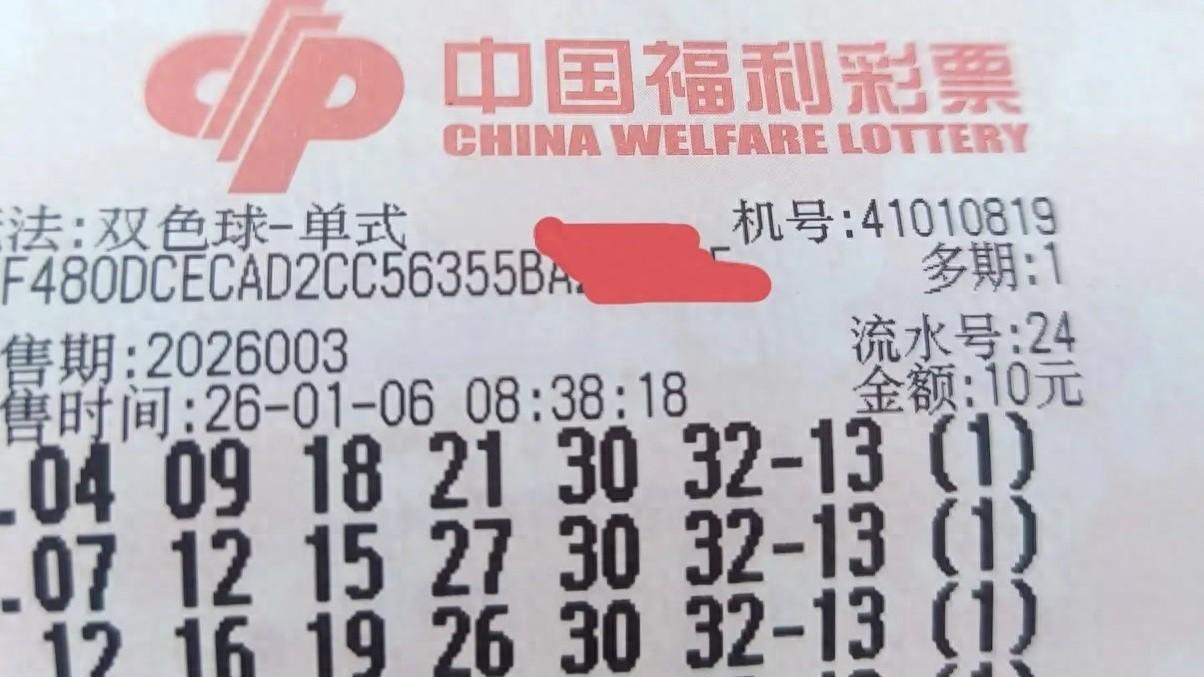 中国福利彩票
CHINA WELFARE LOTTERY
法:双色球-单式 机号:41010819
F480DCECAD2CC56355BA 多期:1
售期:2026003 流水号:24
售时间:26-01-06 08:38:18 金额:10元
.04 09 18 21 30 32-13 (1)
.07 12 15 27 30 32-13 (1)
12 16 19 26 30 32-13 (1)